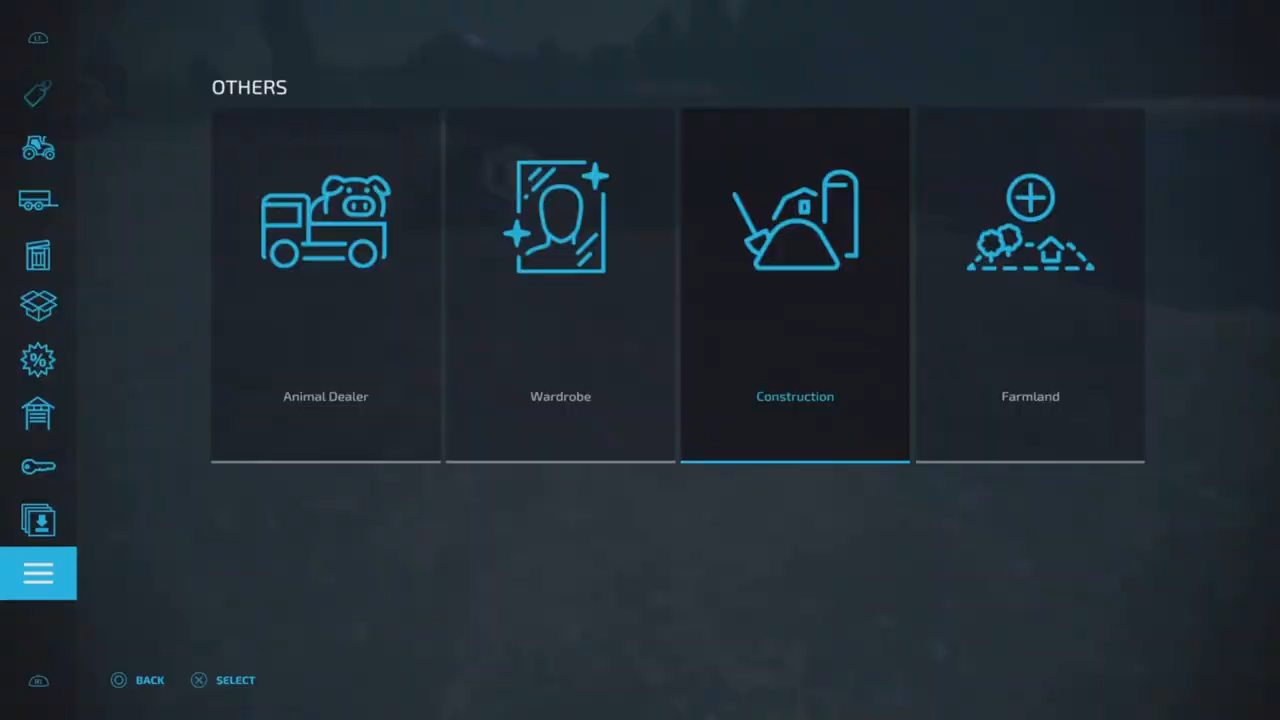 OTHERS
Animal Dealer
Wardrobe
Construction
Farmland
BACK
SELECT